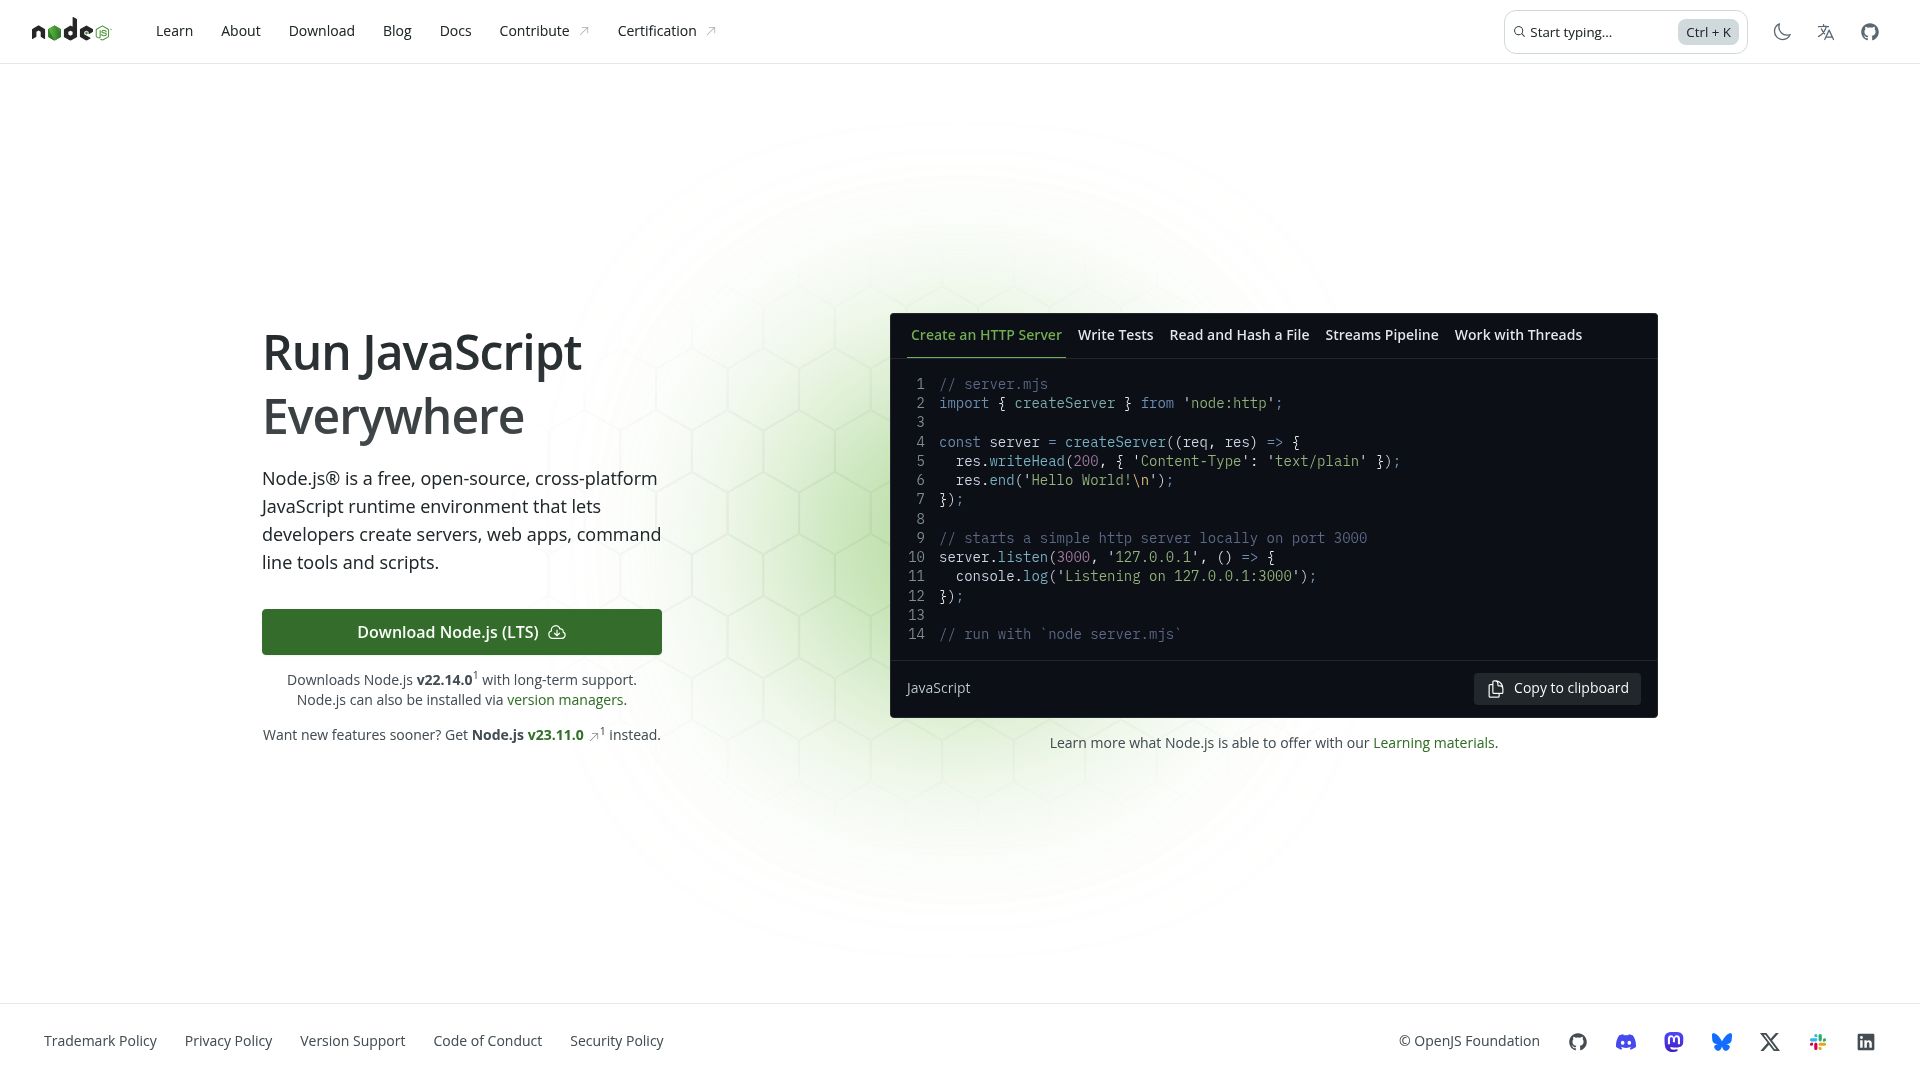 node JS
Learn About Download Blog Docs Contribute Certification
Start typing... Ctrl + K
Run JavaScript
Everywhere
Node.js® is a free, open-source, cross-platform
JavaScript runtime environment that lets
developers create servers, web apps, command
line tools and scripts.
Download Node.js (LTS)
Downloads Node.js v22.14.0¹ with long-term support.
Node.js can also be installed via version managers.
Want new features sooner? Get Node.js v23.11.0 ¹ instead.
Create an HTTP Server Write Tests Read and Hash a File Streams Pipeline Work with Threads
1 // server.mjs
2 import { createServer } from 'node:http';
3
4 const server = createServer((req, res) => {
5   res.writeHead(200, { 'Content-Type': 'text/plain' });
6   res.end('Hello World!\n');
7 });
8
9 // starts a simple http server locally on port 3000
10 server.listen(3000, '127.0.0.1', () => {
11   console.log('Listening on 127.0.0.1:3000');
12 });
13
14 // run with `node server.mjs`
JavaScript
Copy to clipboard
Learn more what Node.js is able to offer with our Learning materials.
Trademark Policy Privacy Policy Version Support Code of Conduct Security Policy
© OpenJS Foundation